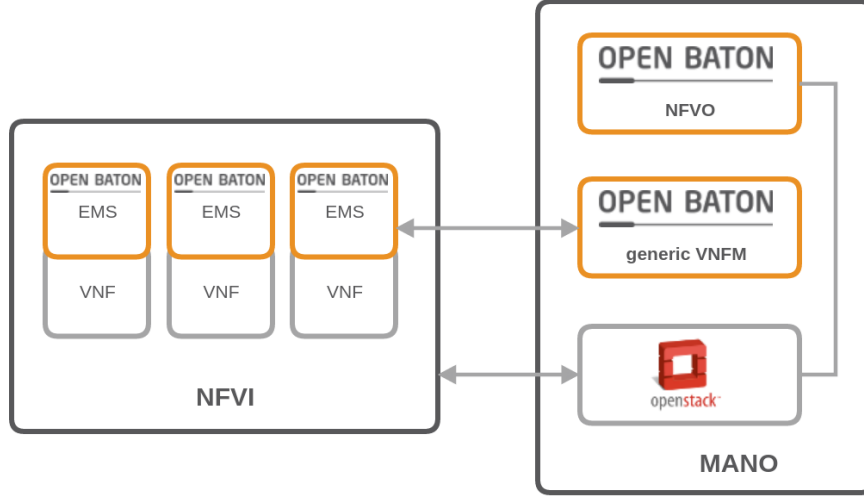 OPEN BATON
NFVO
OPEN BATON
generic VNFM
openstack
MANO
OPEN BATON
EMS
VNF
OPEN BATON
EMS
VNF
OPEN BATON
EMS
VNF
NFVI